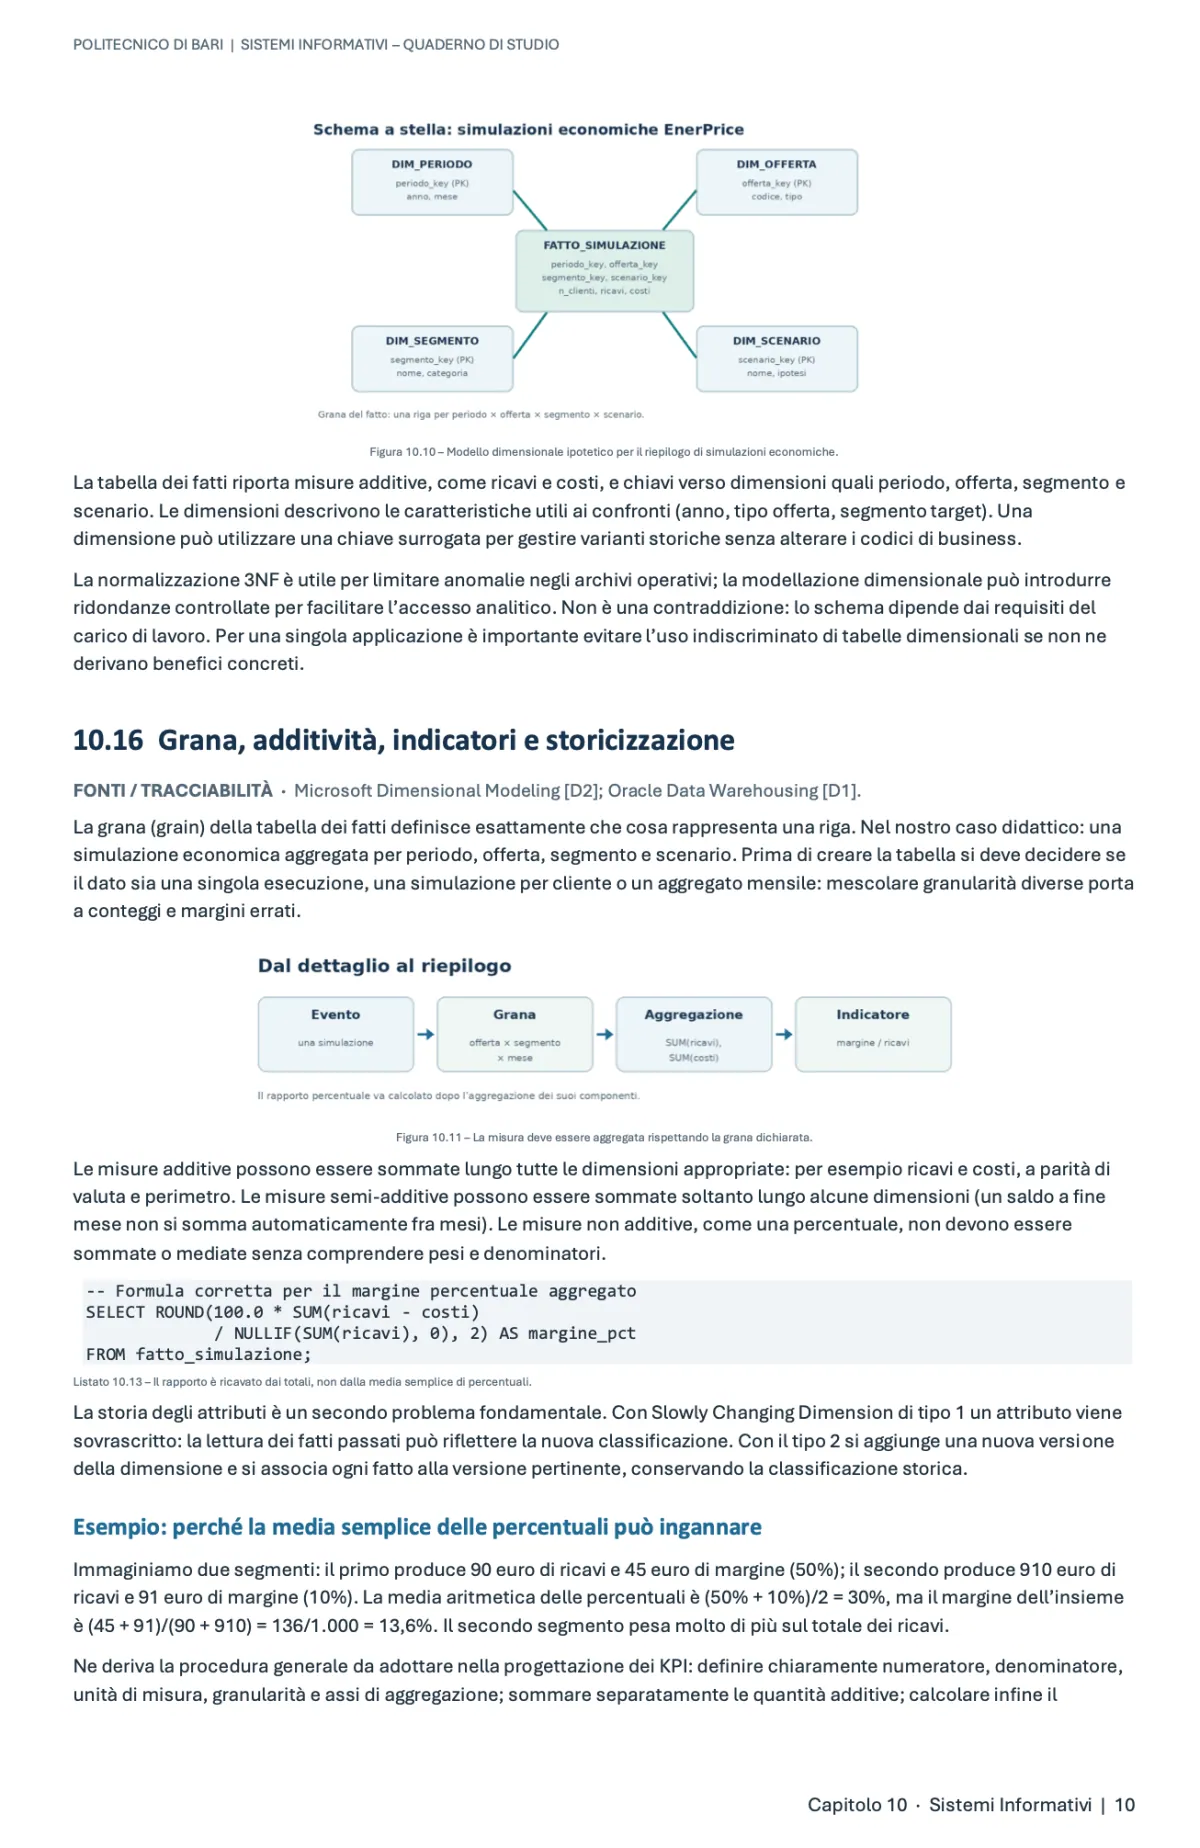 POLITECNICO DI BARI | SISTEMI INFORMATIVI – QUADERNO DI STUDIO
Schema a stella: simulazioni economiche EnerPrice
DIM_PERIODO
periodo_key (PK)
anno, mese
DIM_OFFERTA
offerta_key (PK)
codice, tipo
FATTO_SIMULAZIONE
periodo_key, offerta_key
segmento_key, scenario_key
n_clienti, ricavi, costi
DIM_SEGMENTO
segmento_key (PK)
nome, categoria
DIM_SCENARIO
scenario_key (PK)
nome, ipotesi
Grana del fatto: una riga per periodo × offerta × segmento × scenario.
Figura 10.10 – Modello dimensionale ipotetico per il riepilogo di simulazioni economiche.
La tabella dei fatti riporta misure additive, come ricavi e costi, e chiavi verso dimensioni quali periodo, offerta, segmento e
scenario. Le dimensioni descrivono le caratteristiche utili ai confronti (anno, tipo offerta, segmento target). Una
dimensione può utilizzare una chiave surrogata per gestire varianti storiche senza alterare i codici di business.
La normalizzazione 3NF è utile per limitare anomalie negli archivi operativi; la modellazione dimensionale può introdurre
ridondanze controllate per facilitare l’accesso analitico. Non è una contraddizione: lo schema dipende dai requisiti del
carico di lavoro. Per una singola applicazione è importante evitare l’uso indiscriminato di tabelle dimensionali se non ne
derivano benefici concreti.
10.16 Grana, additività, indicatori e storicizzazione
FONTI / TRACCIABILITÀ · Microsoft Dimensional Modeling [D2]; Oracle Data Warehousing [D1].
La grana (grain) della tabella dei fatti definisce esattamente che cosa rappresenta una riga. Nel nostro caso didattico: una
simulazione economica aggregata per periodo, offerta, segmento e scenario. Prima di creare la tabella si deve decidere se
il dato sia una singola esecuzione, una simulazione per cliente o un aggregato mensile: mescolare granularità diverse porta
a conteggi e margini errati.
Dal dettaglio al riepilogo
Evento
una simulazione
Grana
offerta × segmento
× mese
Aggregazione
SUM(ricavi),
SUM(costi)
Indicatore
margine / ricavi
Il rapporto percentuale va calcolato dopo l'aggregazione dei suoi componenti.
Figura 10.11 – La misura deve essere aggregata rispettando la grana dichiarata.
Le misure additive possono essere sommate lungo tutte le dimensioni appropriate: per esempio ricavi e costi, a parità di
valuta e perimetro. Le misure semi-additive possono essere sommate soltanto lungo alcune dimensioni (un saldo a fine
mese non si somma automaticamente fra mesi). Le misure non additive, come una percentuale, non devono essere
sommate o mediate senza comprendere pesi e denominatori.
-- Formula corretta per il margine percentuale aggregato
SELECT ROUND(100.0 * SUM(ricavi - costi)
/ NULLIF(SUM(ricavi), 0), 2) AS margine_pct
FROM fatto_simulazione;
Listato 10.13 – Il rapporto è ricavato dai totali, non dalla media semplice di percentuali.
La storia degli attributi è un secondo problema fondamentale. Con Slowly Changing Dimension di tipo 1 un attributo viene
sovrascritto: la lettura dei fatti passati può riflettere la nuova classificazione. Con il tipo 2 si aggiunge una nuova versione
della dimensione e si associa ogni fatto alla versione pertinente, conservando la classificazione storica.
Esempio: perché la media semplice delle percentuali può ingannare
Immaginiamo due segmenti: il primo produce 90 euro di ricavi e 45 euro di margine (50%); il secondo produce 910 euro di
ricavi e 91 euro di margine (10%). La media aritmetica delle percentuali è (50% + 10%)/2 = 30%, ma il margine dell’insieme
è (45 + 91)/(90 + 910) = 136/1.000 = 13,6%. Il secondo segmento pesa molto di più sul totale dei ricavi.
Ne deriva la procedura generale da adottare nella progettazione dei KPI: definire chiaramente numeratore, denominatore,
unità di misura, granularità e assi di aggregazione; sommare separatamente le quantità additive; calcolare infine il
Capitolo 10 · Sistemi Informativi | 10